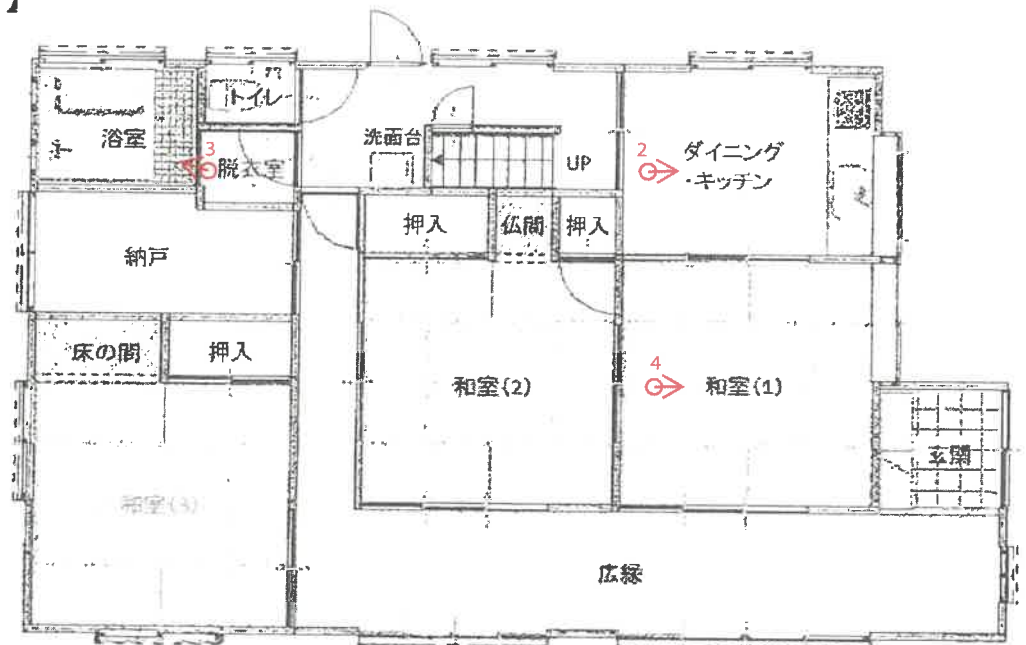 】
浴室
トイレ
3
脱衣室
洗面台
UP
2
ダイニング
・キッチン
納戸
押入
仏間
押入
床の間
押入
和室(2)
4
和室(1)
玄関
和室(3)
広縁